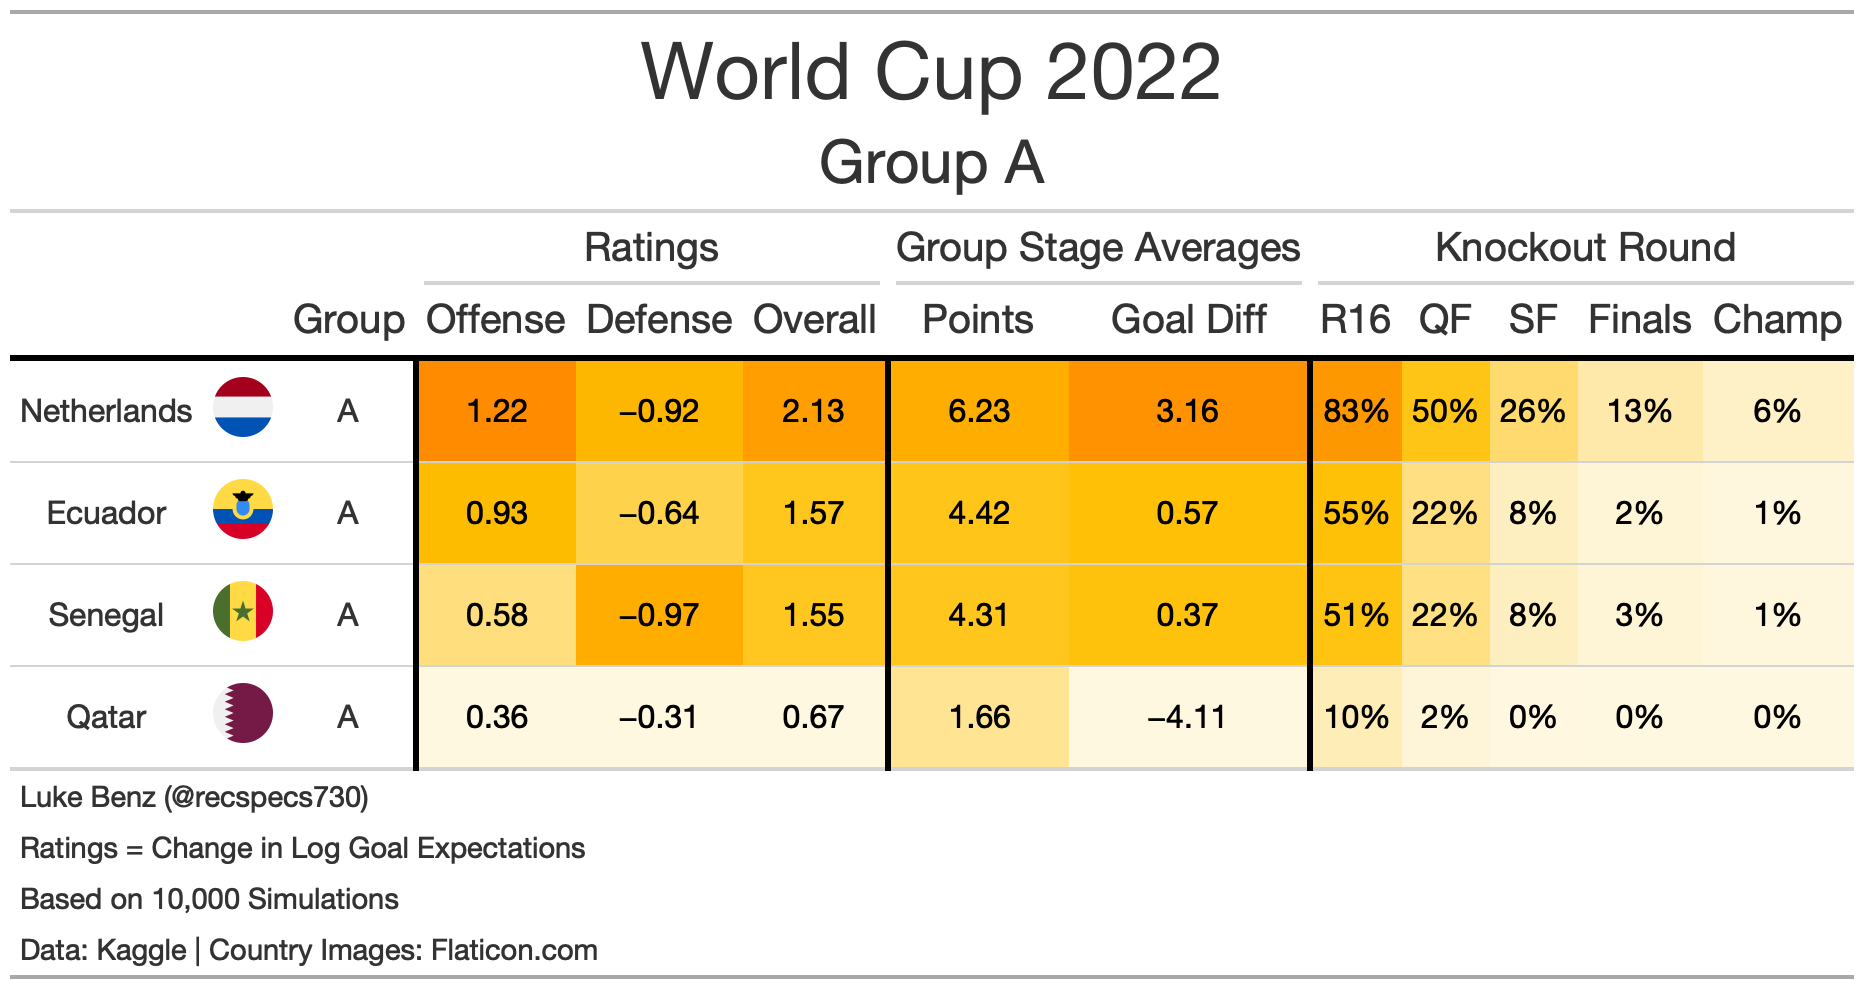 World Cup 2022
Group A
Ratings Group Stage Averages Knockout Round
Group Offense Defense Overall Points Goal Diff R16 QF SF Finals Champ
Netherlands A 1.22 −0.92 2.13 6.23 3.16 83% 50% 26% 13% 6%
Ecuador A 0.93 −0.64 1.57 4.42 0.57 55% 22% 8% 2% 1%
Senegal A 0.58 −0.97 1.55 4.31 0.37 51% 22% 8% 3% 1%
Qatar A 0.36 −0.31 0.67 1.66 −4.11 10% 2% 0% 0% 0%
Luke Benz (@recspecs730)
Ratings = Change in Log Goal Expectations
Based on 10,000 Simulations
Data: Kaggle | Country Images: Flaticon.com